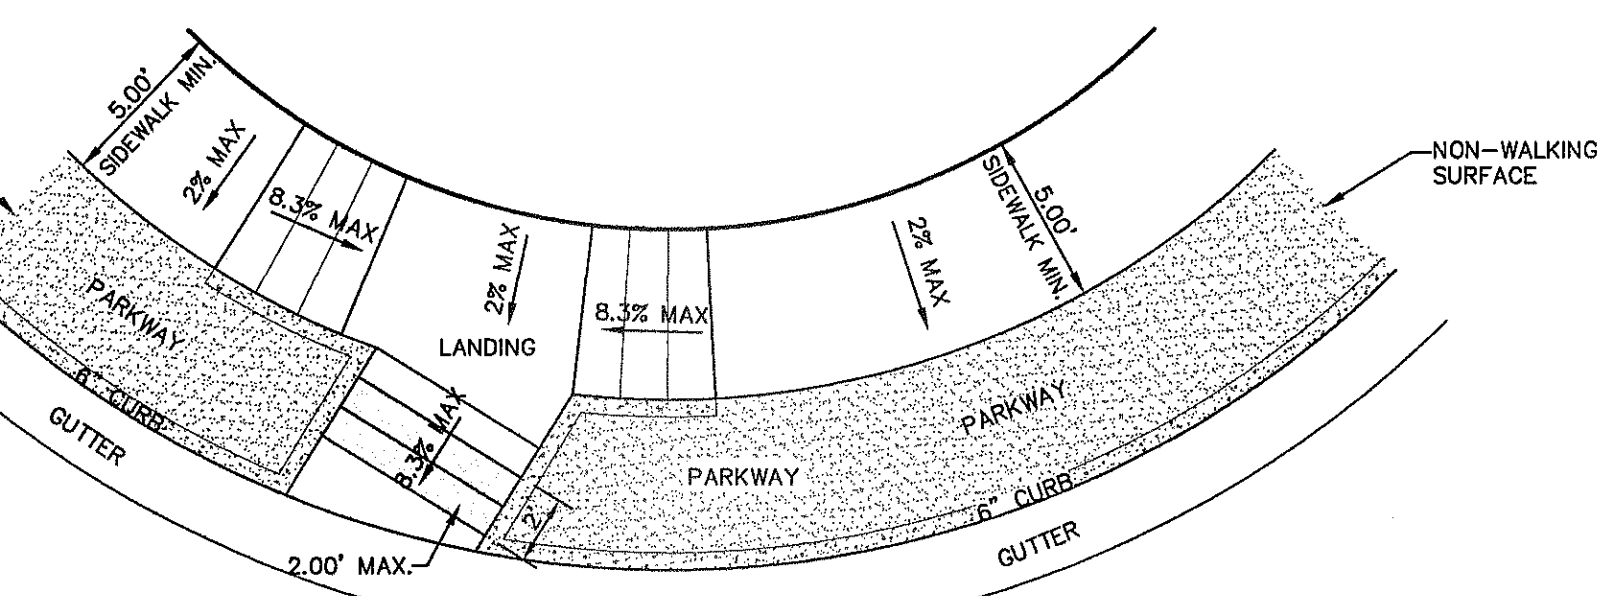 5.00'
SIDEWALK MIN.
2% MAX
8.3% MAX
2% MAX
LANDING
8.3% MAX
2% MAX
5.00'
SIDEWALK MIN.
NON-WALKING
SURFACE
PARKWAY
6" CURB
GUTTER
8.3% MAX
2.00' MAX.
2'
PARKWAY
PARKWAY
6" CURB
GUTTER